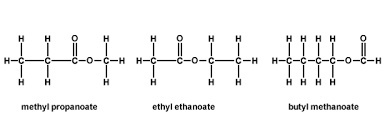 H H O H H O H H H H H H O
H-C-C-C-O-C-H H-C-C-O-C-C-H H-C-C-C-C-O-C-H
H H H H H H H H H H
methyl propanoate ethyl ethanoate butyl methanoate